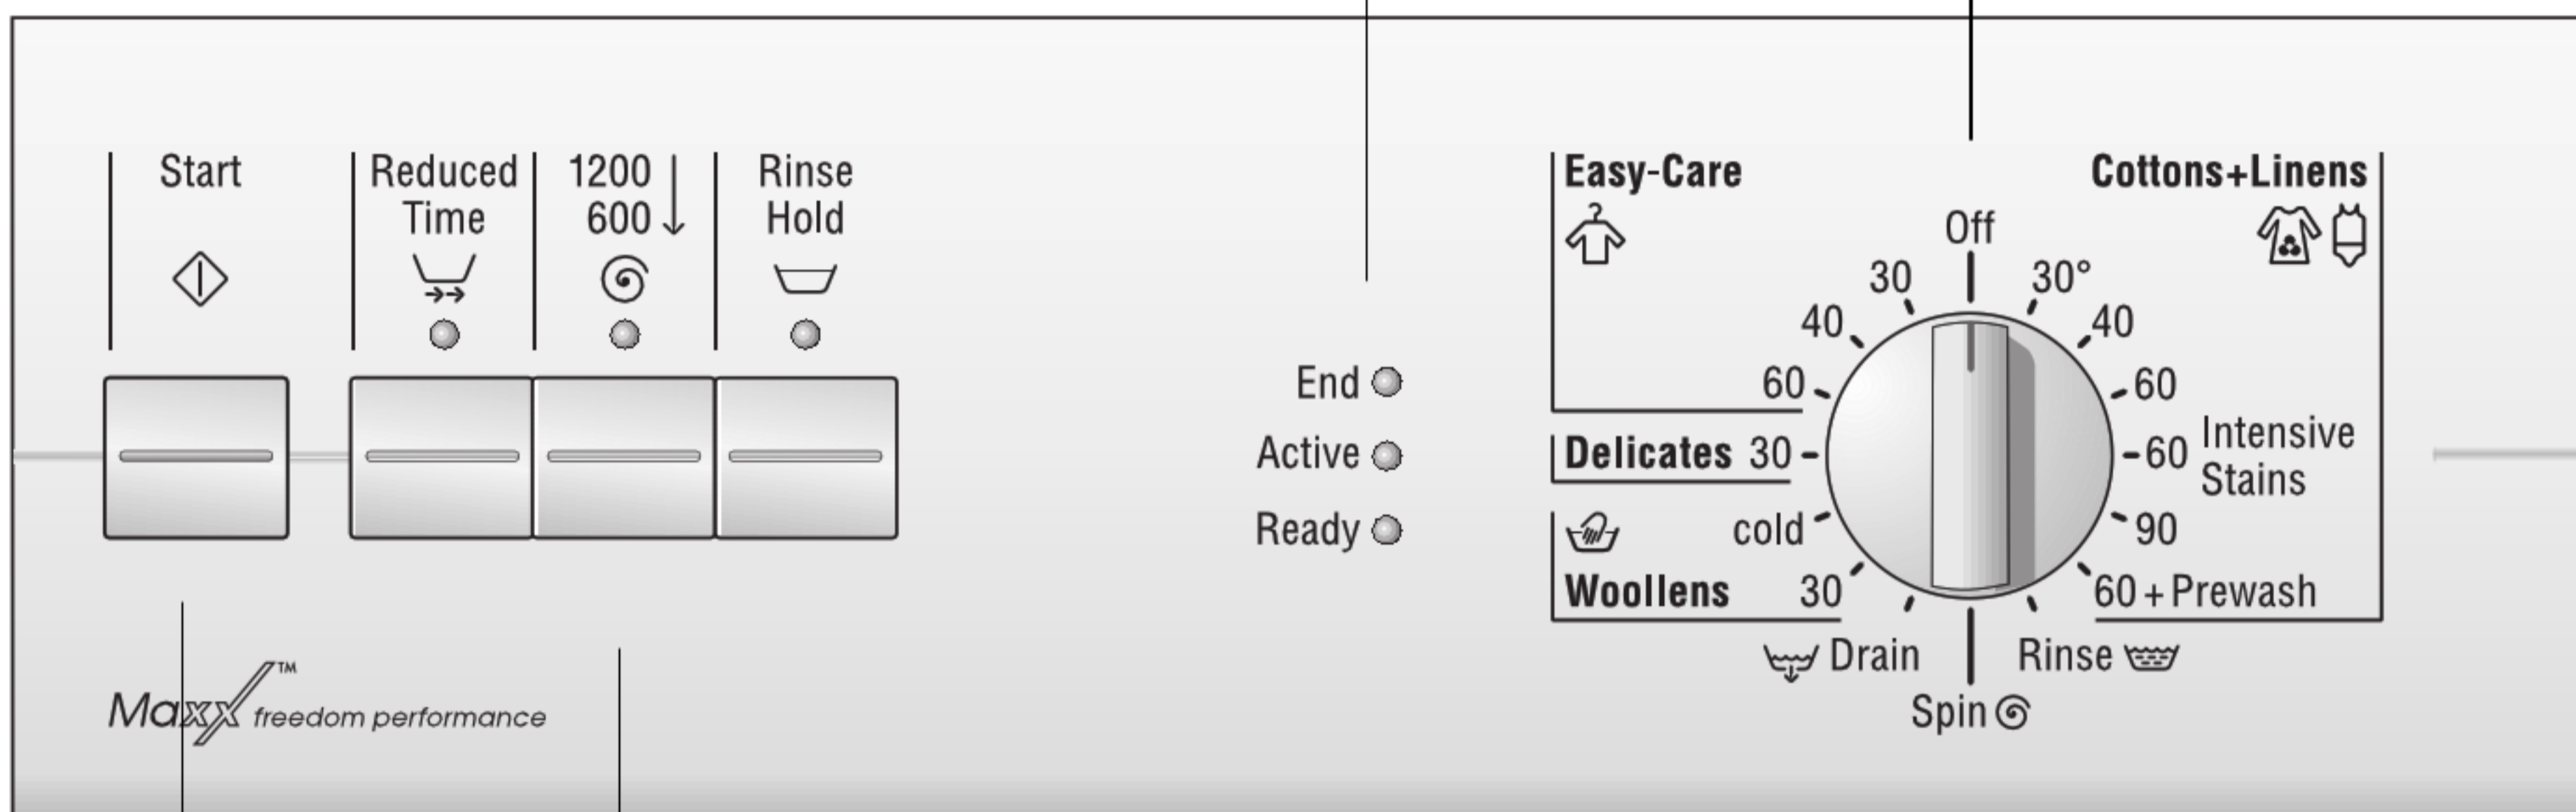 Start
Reduced
Time
1200
600
Rinse
Hold
Maxx™ freedom performance
End
Active
Ready
Easy-Care
30
40
60
Delicates 30
cold
Woollens 30
Drain
Spin
Rinse
Off
Cottons+Linens
30°
40
60
60 Intensive
Stains
90
60 + Prewash